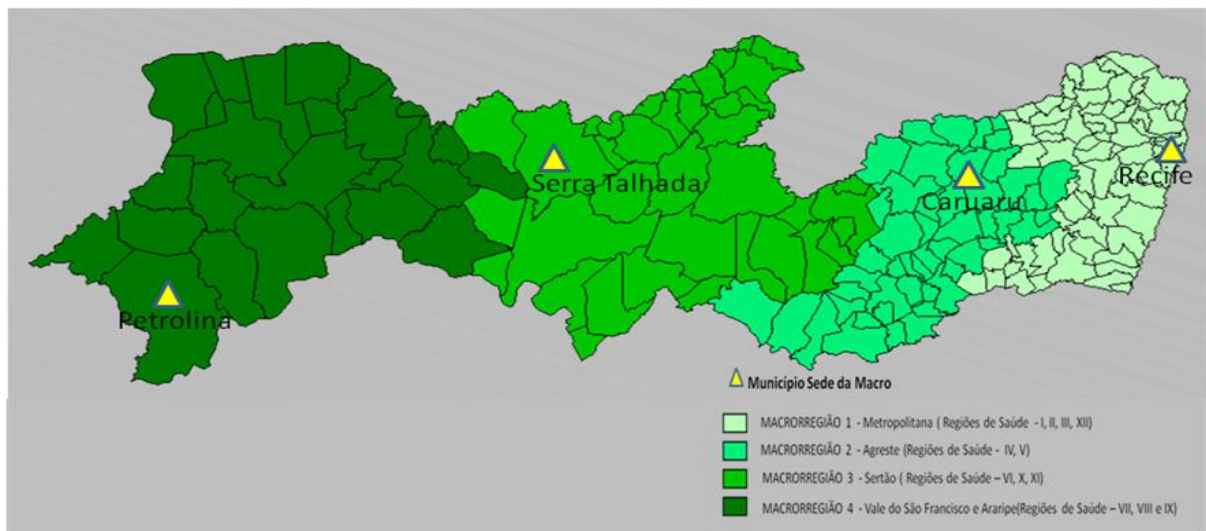 Serra Talhada
Recife
Caruaru
Petrolina
Município Sede da Macro
MACRORREGIÃO 1 - Metropolitana ( Regiões de Saúde - I, II, III, XII)
MACRORREGIÃO 2 - Agreste (Regiões de Saúde - IV, V)
MACRORREGIÃO 3 - Sertão ( Regiões de Saúde – VI, X, XI)
MACRORREGIÃO 4 - Vale do São Francisco e Araripe(Regiões de Saúde – VII, VIII e IX)